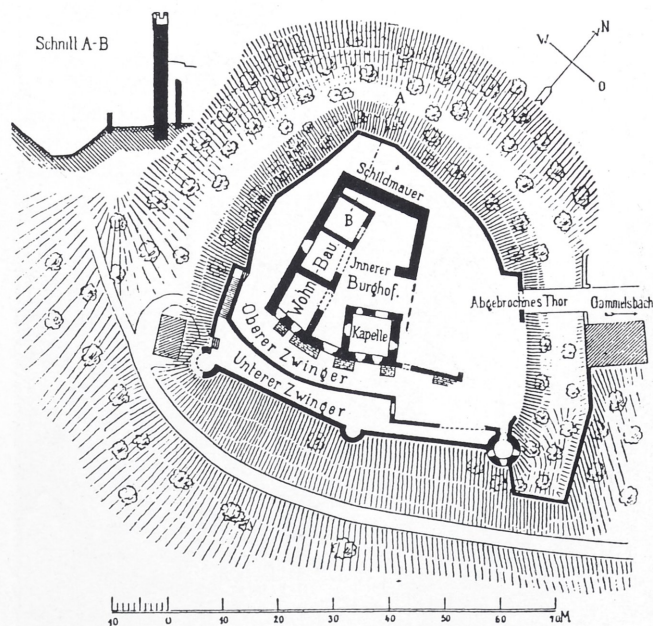 Schnitt A-B
W
N
O
A
Schildmauer
B
Wohn-Bau
Innerer
Burghof.
Kapelle
Abgebrochnes Thor
Gammelsbach
Oberer Zwinger
Unterer Zwinger
10 0 10 20 30 40 50 60 70 M